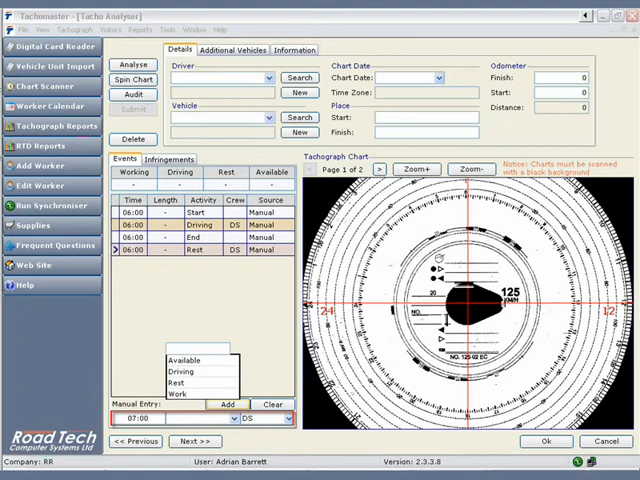 Tachomaster - [Tacho Analyser]
File View Tachograph Visitors Reports Tools Window Help
Digital Card Reader
Vehicle Unit Import
Chart Scanner
Worker Calendar
Tachograph Reports
RTD Reports
Add Worker
Edit Worker
Run Synchroniser
Supplies
Frequent Questions
Web Site
Help
Road Tech
Computer Systems Ltd
Analyse
Spin Chart
Audit
Submit
Delete
Details Additional Vehicles Information
Driver
Search
New
Vehicle
Search
New
Chart Date
Chart Date:
Time Zone:
Place
Start:
Finish:
Odometer
Finish: 0
Start: 0
Distance: 0
Events Infringements
Working Driving Rest Available
- - - -
Time Length Activity Crew Source
06:00 - Start Manual
06:00 - Driving DS Manual
06:00 - End Manual
06:00 - Rest DS Manual
Available
Driving
Rest
Work
Manual Entry: Add Clear
07:00 DS
<< Previous Next >>
Tachograph Chart
< Page 1 of 2 > Zoom+ Zoom-
Notice: Charts must be scanned
with a black background
24
12
20
125
KM/H
NO.
100
NO. 125 02 EC
Ok Cancel
Company: RR User: Adrian Barrett Version: 2.3.3.8